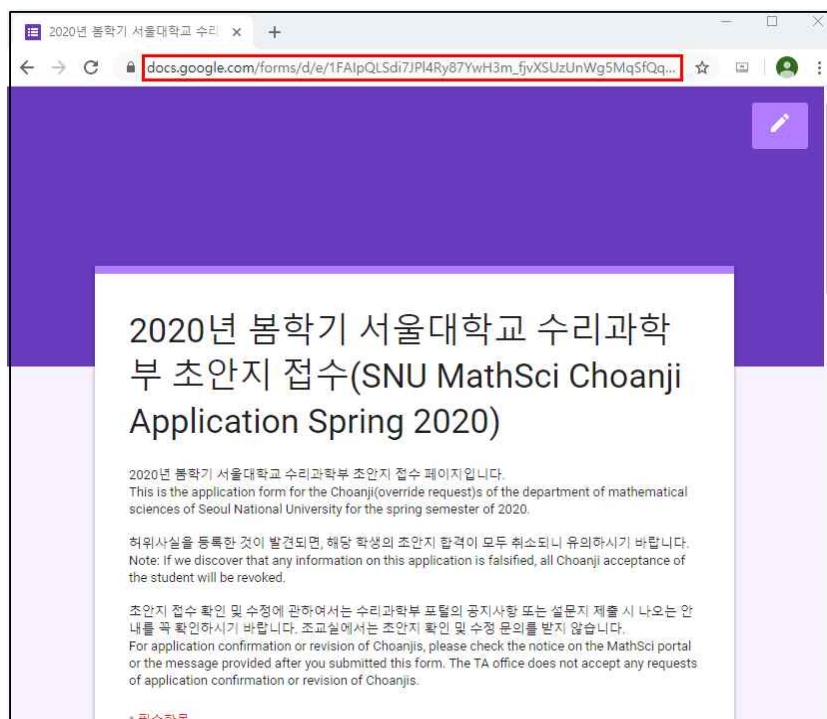 2020년 봄학기 서울대학교 수리
docs.google.com/forms/d/e/1FAIpQLSdi7JPl4Ry87YwH3m_fjvXSUzUnWg5MqSfQq...
2020년 봄학기 서울대학교 수리과학
부 초안지 접수(SNU MathSci Choanji
Application Spring 2020)
2020년 봄학기 서울대학교 수리과학부 초안지 접수 페이지입니다.
This is the application form for the Choanji(override request)s of the department of mathematical
sciences of Seoul National University for the spring semester of 2020.
허위사실을 등록한 것이 발견되면, 해당 학생의 초안지 합격이 모두 취소되니 유의하시기 바랍니다.
Note: If we discover that any information on this application is falsified, all Choanji acceptance of
the student will be revoked.
초안지 접수 확인 및 수정에 관하여서는 수리과학부 포털의 공지사항 또는 설문지 제출 시 나오는 안
내를 꼭 확인하시기 바랍니다. 조교실에서는 초안지 확인 및 수정 문의를 받지 않습니다.
For application confirmation or revision of Choanjis, please check the notice on the MathSci portal
or the message provided after you submitted this form. The TA office does not accept any requests
of application confirmation or revision of Choanjis.
* 필수항목